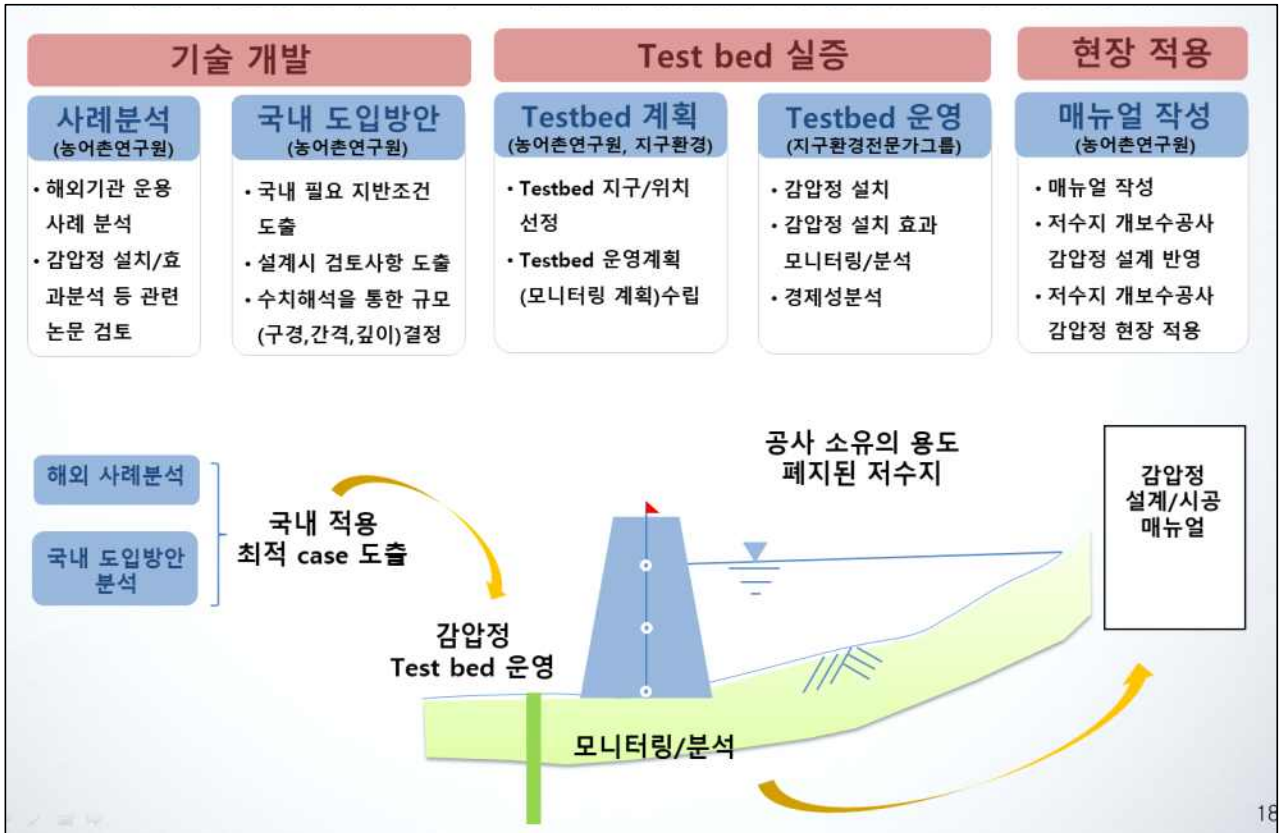 기술 개발
Test bed 실증
현장 적용
사례분석
(농어촌연구원)
• 해외기관 운용
사례 분석
• 감압정 설치/효
과분석 등 관련
논문 검토
국내 도입방안
(농어촌연구원)
• 국내 필요 지반조건
도출
• 설계시 검토사항 도출
• 수치해석을 통한 규모
(구경,간격,깊이)결정
Testbed 계획
(농어촌연구원, 지구환경)
• Testbed 지구/위치
선정
• Testbed 운영계획
(모니터링 계획)수립
Testbed 운영
(지구환경전문가그룹)
• 감압정 설치
• 감압정 설치 효과
모니터링/분석
• 경제성분석
매뉴얼 작성
(농어촌연구원)
• 매뉴얼 작성
• 저수지 개보수공사
감압정 설계 반영
• 저수지 개보수공사
감압정 현장 적용
해외 사례분석
국내 도입방안
분석
국내 적용
최적 case 도출
감압정
Test bed 운영
공사 소유의 용도
폐지된 저수지
모니터링/분석
감압정
설계/시공
매뉴얼
18